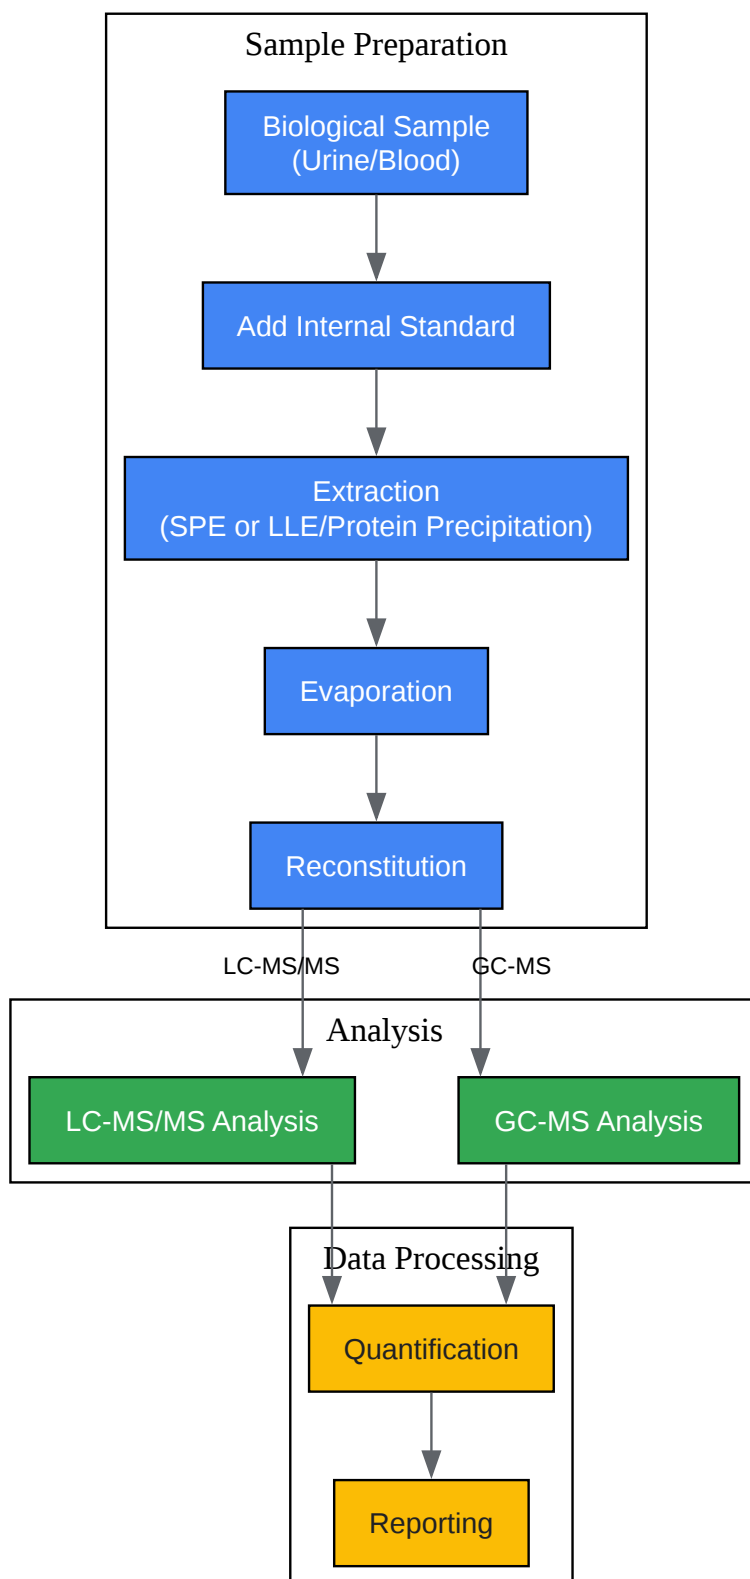 Sample Preparation
Biological Sample
(Urine/Blood)
Add Internal Standard
Extraction
(SPE or LLE/Protein Precipitation)
Evaporation
Reconstitution
LC-MS/MS
GC-MS
Analysis
LC-MS/MS Analysis
GC-MS Analysis
Data Processing
Quantification
Reporting